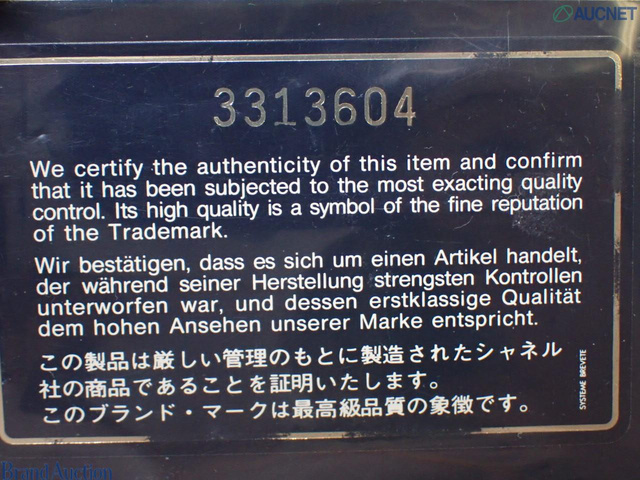 AUCNET
3313604
We certify the authenticity of this item and confirm
that it has been subjected to the most exacting quality
control. Its high quality is a symbol of the fine reputation
of the Trademark.
Wir bestätigen, dass es sich um einen Artikel handelt,
der während seiner Herstellung strengsten Kontrollen
unterworfen war, und dessen erstklassige Qualität
dem hohen Ansehen unserer Marke entspricht.
この製品は厳しい管理のもとに製造されたシャネル
社の商品であることを証明いたします。
このブランド・マークは最高級品質の象徴です。
SYSTEME BREVETE
Brand Auction